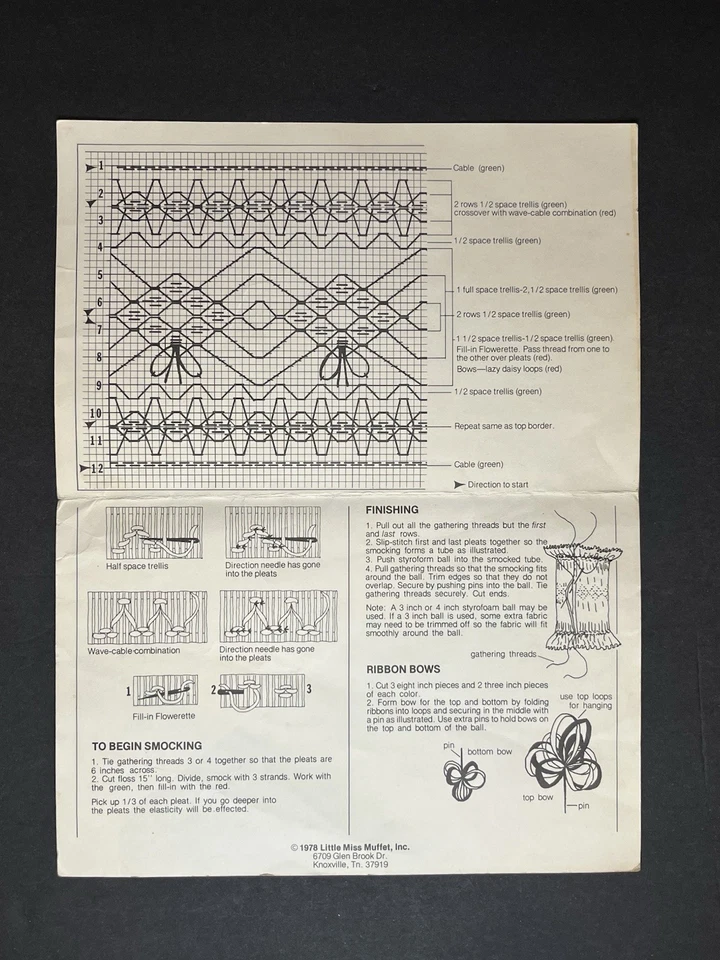 1
Cable (green)
2
2 rows 1/2 space trellis (green)
crossover with wave-cable combination (red)
3
4
1/2 space trellis (green)
5
1 full space trellis-2,1/2 space trellis (green)
6
2 rows 1/2 space trellis (green)
7
1 1/2 space trellis-1/2 space trellis (green)
Fill-in Flowerette. Pass thread from one to
the other over pleats (red).
8
Bows—lazy daisy loops (red)
9
1/2 space trellis (green)
10
Repeat same as top border.
11
12
Cable (green)
Direction to start
Half space trellis
Direction needle has gone
into the pleats
Wave-cable combination
Direction needle has gone
into the pleats
1
2
3
Fill-in Flowerette
TO BEGIN SMOCKING
1. Tie gathering threads 3 or 4 together so that the pleats are
6 inches across.
2. Cut floss 15" long. Divide, smock with 3 strands. Work with
the green, then fill-in with the red.
Pick up 1/3 of each pleat. If you go deeper into
the pleats the elasticity will be effected.
FINISHING
1. Pull out all the gathering threads but the first
and last rows.
2. Slip-stitch first and last pleats together so the
smocking forms a tube as illustrated.
3. Push styroform ball into the smocked tube.
4. Pull gathering threads so that the smocking fits
around the ball. Trim edges so that they do not
overlap. Secure by pushing pins into the ball. Tie
gathering threads securely. Cut ends.
Note: A 3 inch or 4 inch styrofoam ball may be
used. If a 3 inch ball is used, some extra fabric
may need to be trimmed off so the fabric will fit
smoothly around the ball.
gathering threads
RIBBON BOWS
1. Cut 3 eight inch pieces and 2 three inch pieces
of each color.
2. Form bow for the top and bottom by folding
ribbons into loops and securing in the middle with
a pin as illustrated. Use extra pins to hold bows on
the top and bottom of the ball.
use top loops
for hanging
pin
bottom bow
top bow
pin
© 1978 Little Miss Muffet, Inc.
6709 Glen Brook Dr.
Knoxville, Tn. 37919